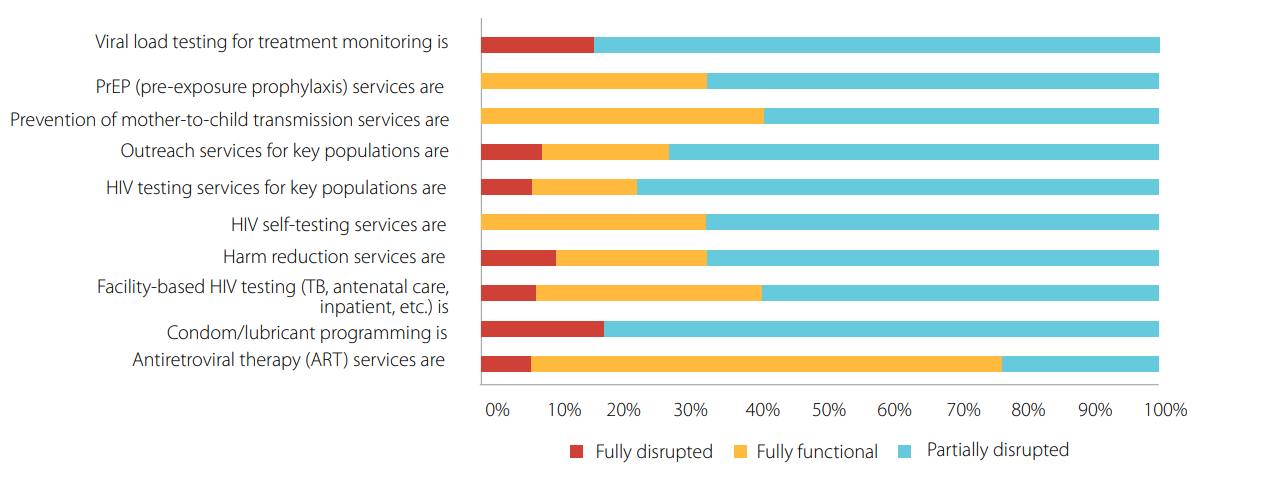 Viral load testing for treatment monitoring is
PrEP (pre-exposure prophylaxis) services are
Prevention of mother-to-child transmission services are
Outreach services for key populations are
HIV testing services for key populations are
HIV self-testing services are
Harm reduction services are
Facility-based HIV testing (TB, antenatal care,
inpatient, etc.) is
Condom/lubricant programming is
Antiretroviral therapy (ART) services are
0% 10% 20% 30% 40% 50% 60% 70% 80% 90% 100%
Fully disrupted Fully functional Partially disrupted